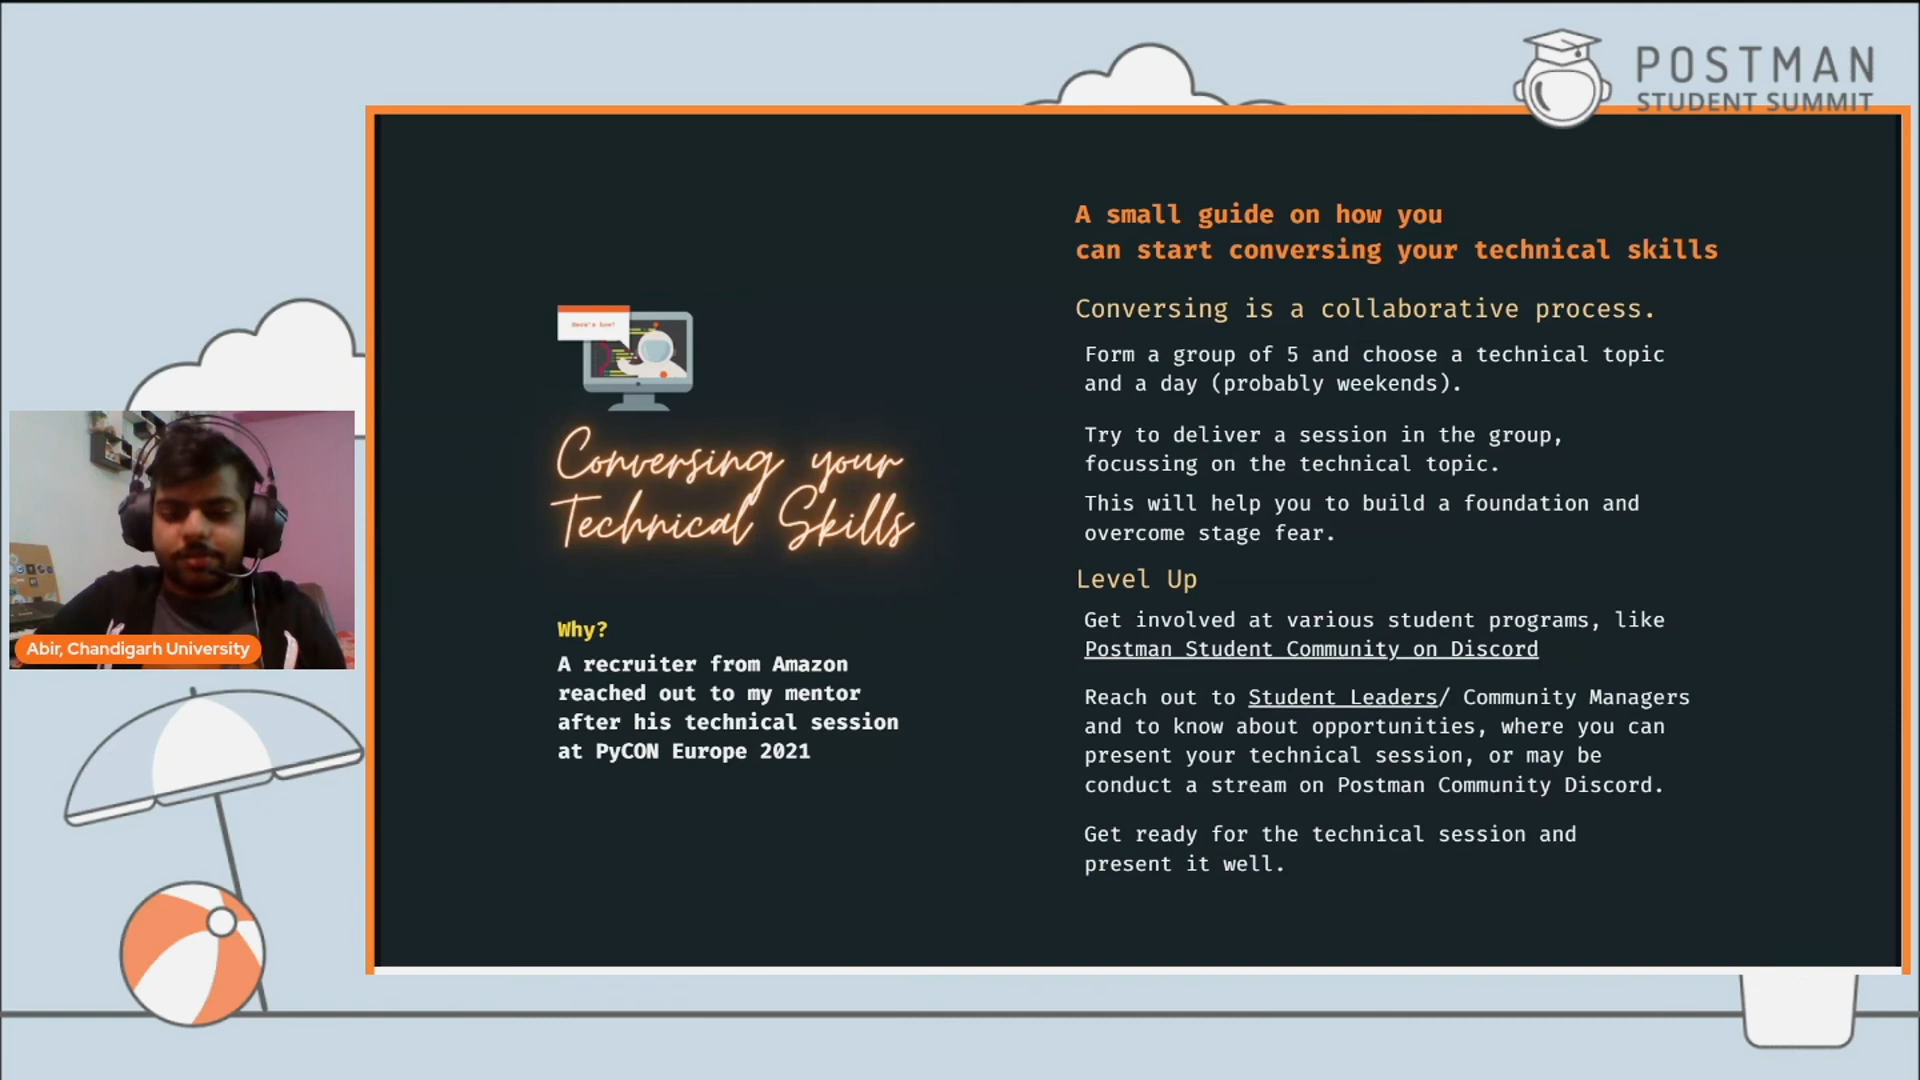 POSTMAN
STUDENT SUMMIT
Here's how!
Conversing your
Technical Skills
Why?
A recruiter from Amazon
reached out to my mentor
after his technical session
at PyCON Europe 2021
A small guide on how you
can start conversing your technical skills
Conversing is a collaborative process.
Form a group of 5 and choose a technical topic
and a day (probably weekends).
Try to deliver a session in the group,
focussing on the technical topic.
This will help you to build a foundation and
overcome stage fear.
Level Up
Get involved at various student programs, like
Postman Student Community on Discord
Reach out to Student Leaders/ Community Managers
and to know about opportunities, where you can
present your technical session, or may be
conduct a stream on Postman Community Discord.
Get ready for the technical session and
present it well.
Abir, Chandigarh University